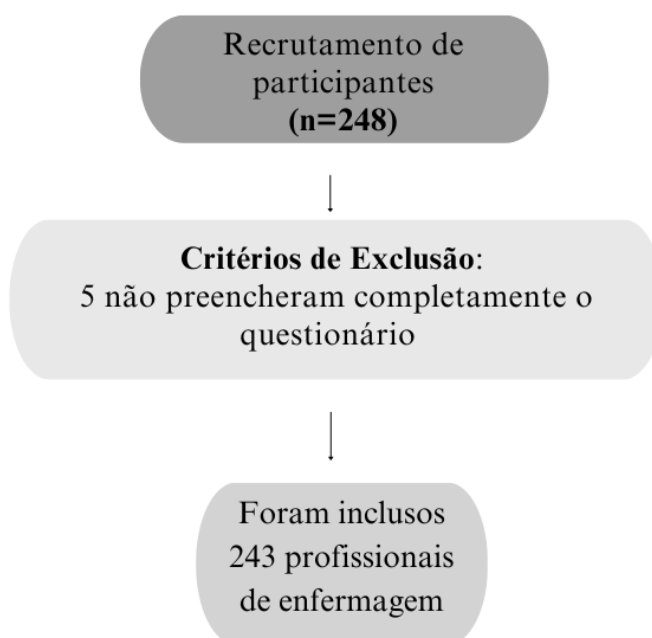 Recrutamento de
participantes
(n=248)
Critérios de Exclusão:
5 não preencheram completamente o
questionário
Foram inclusos
243 profissionais
de enfermagem